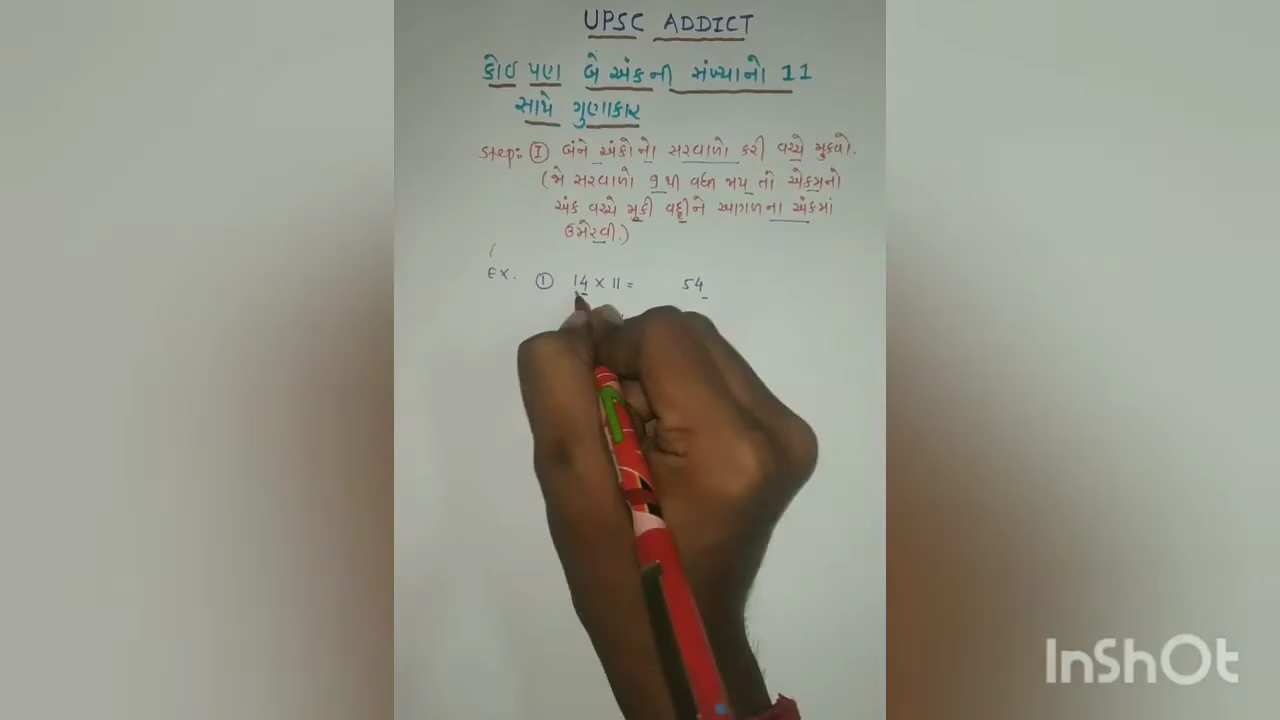 UPSC ADDICT
કોઈ પણ બે અંકની સંખ્યાનો 11
સાથે ગુણાકાર
Step: ① બંને અંકોનો સરવાળો કરી વચ્ચે મુકવો.
(જો સરવાળો 9 થી વધી જાય તો એકમનો
અંક વચ્ચે મુકી વદ્દીને આગળના અંકમાં
ઉમેરવી.)
EX. ① 14 × 11 = 54
InShOt